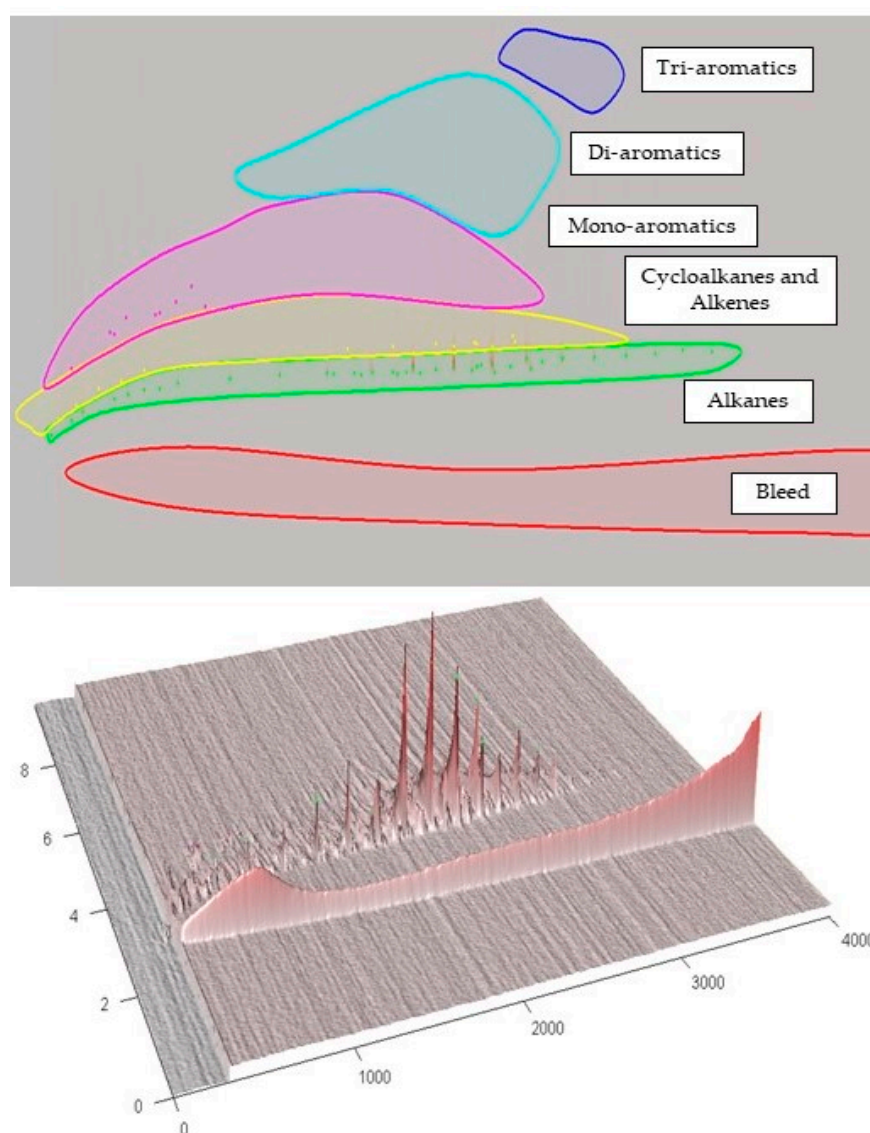 Tri-aromatics
Di-aromatics
Mono-aromatics
Cycloalkanes and
Alkenes
Alkanes
Bleed
8
6
4
2
0
0
1000
2000
3000
4000